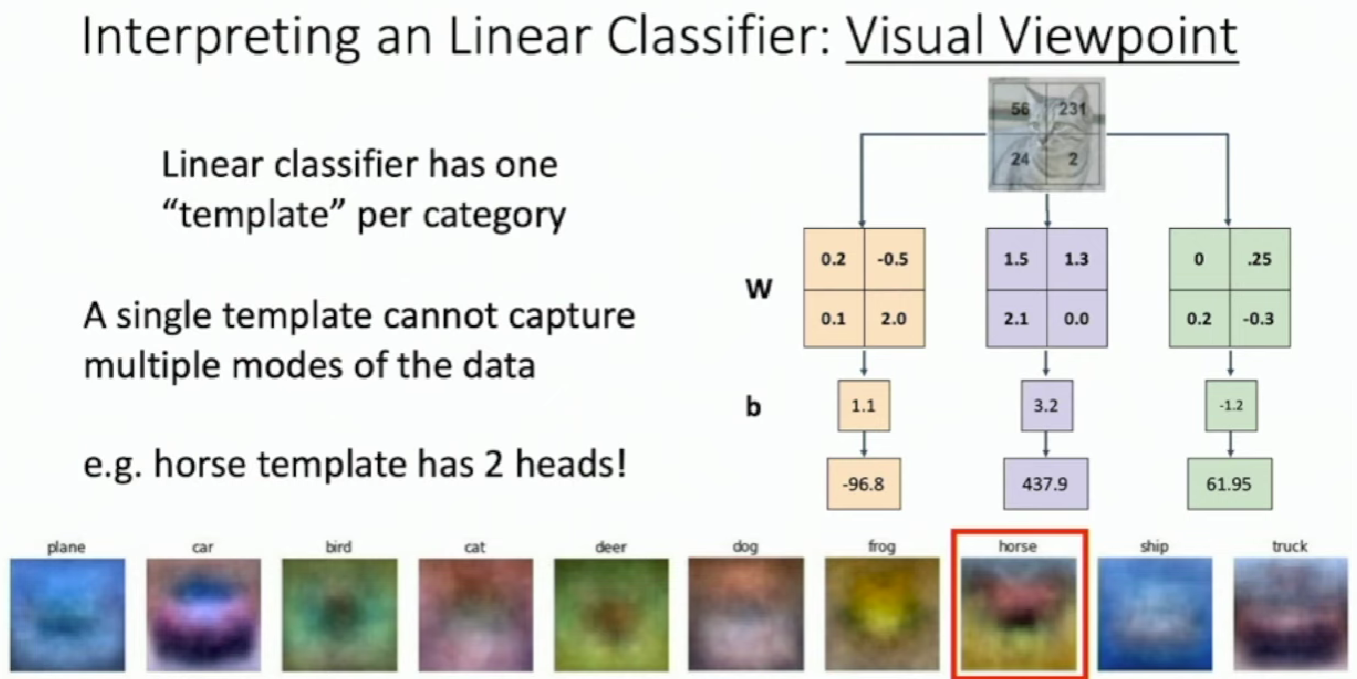 Interpreting an Linear Classifier: Visual Viewpoint
Linear classifier has one
“template” per category
A single template cannot capture
multiple modes of the data
e.g. horse template has 2 heads!
56 231
24 2
W
0.2 -0.5
0.1 2.0
1.5 1.3
2.1 0.0
0 .25
0.2 -0.3
b
1.1
3.2
-1.2
-96.8
437.9
61.95
plane car bird cat deer dog frog horse ship truck